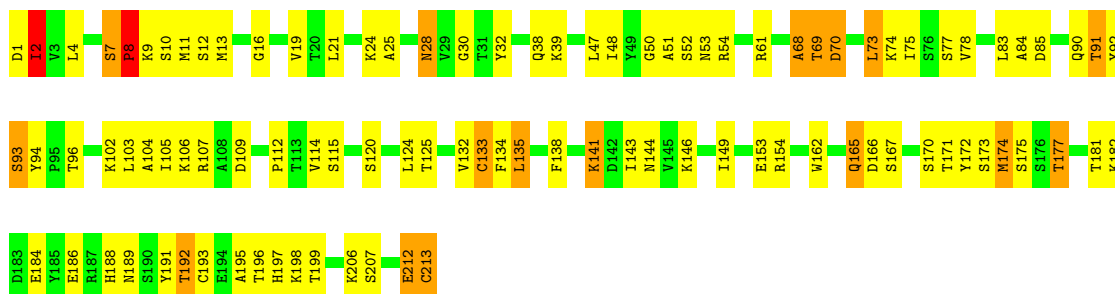 D1 I2 V3 L4 S7 P8 K9 S10 M11 S12 M13 G16 V19 T20 L21 K24 A25 N28 V29 G30 T31 Y32 Q38 K39 L47 I48 Y49 G50 A51 S52 N53 R54 R61 A68 T69 D70 L73 K74 I75 S76 S77 V78 L83 A84 D85 Q90 T91
S93 Y94 P95 T96 K102 L103 A104 I105 K106 R107 A108 D109 P112 T113 V114 S115 S120 L124 T125 V132 C133 F134 L135 F138 K141 D142 I143 N144 V145 K146 I149 E153 R154 W162 Q165 D166 S167 S170 T171 Y172 S173 M174 S175 S176 T177 T181
D183 E184 Y185 E186 R187 H188 N189 S190 Y191 T192 C193 E194 A195 T196 H197 K198 T199 K206 S207 E212 C213